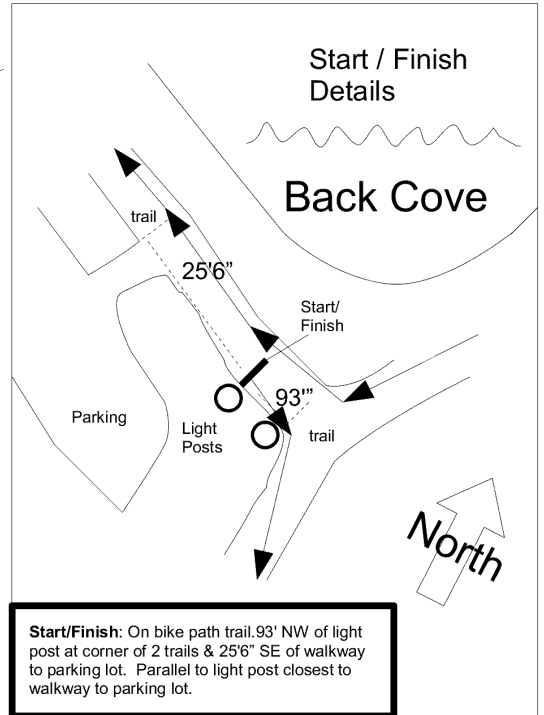 Start / Finish
Details
Back Cove
trail
25'6”
Start/
Finish
93'”
Parking
Light
Posts
trail
North
Start/Finish: On bike path trail.93' NW of light
post at corner of 2 trails & 25'6” SE of walkway
to parking lot.  Parallel to light post closest to
walkway to parking lot.